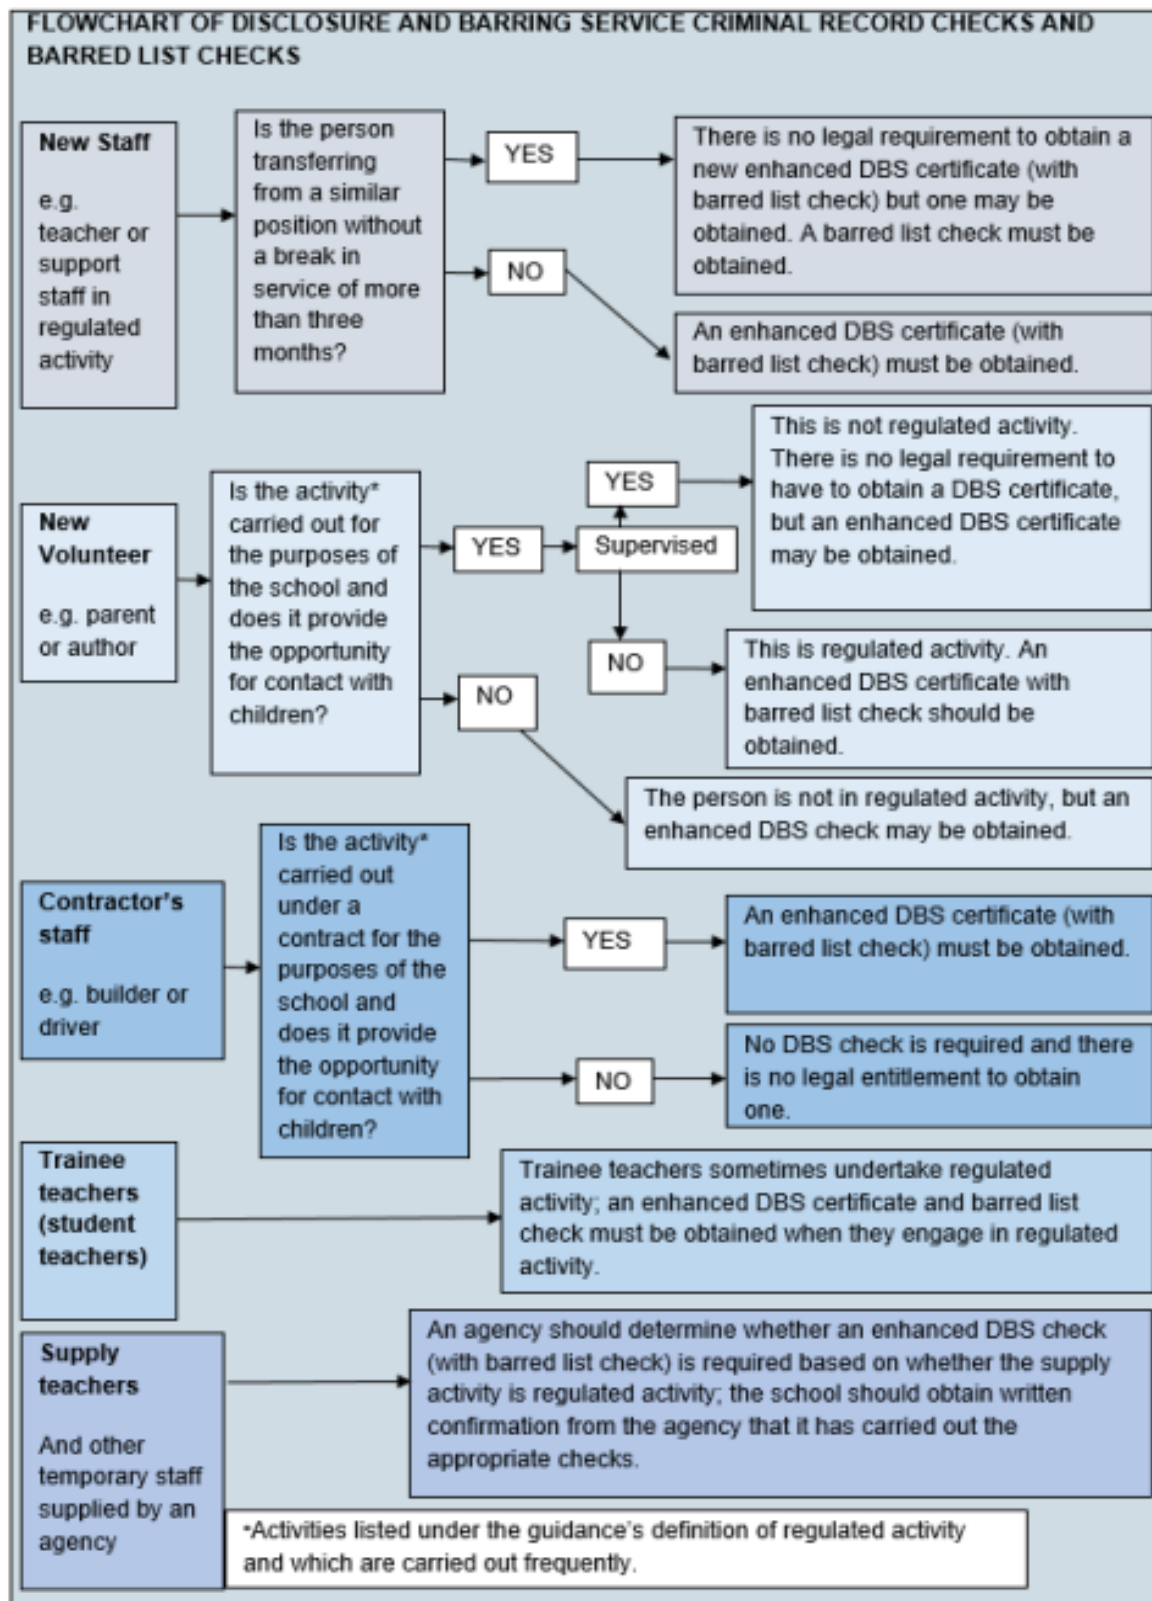 FLOWCHART OF DISCLOSURE AND BARRING SERVICE CRIMINAL RECORD CHECKS AND
BARRED LIST CHECKS
New Staff
e.g.
teacher or
support
staff in
regulated
activity
Is the person
transferring
from a similar
position without
a break in
service of more
than three
months?
YES
There is no legal requirement to obtain a
new enhanced DBS certificate (with
barred list check) but one may be
obtained. A barred list check must be
obtained.
NO
An enhanced DBS certificate (with
barred list check) must be obtained.
New
Volunteer
e.g. parent
or author
Is the activity*
carried out for
the purposes of
the school and
does it provide
the opportunity
for contact with
children?
YES
Supervised
YES
This is not regulated activity.
There is no legal requirement to
have to obtain a DBS certificate,
but an enhanced DBS certificate
may be obtained.
NO
This is regulated activity. An
enhanced DBS certificate with
barred list check should be
obtained.
NO
The person is not in regulated activity, but an
enhanced DBS check may be obtained.
Contractor's
staff
e.g. builder or
driver
Is the activity*
carried out
under a
contract for the
purposes of the
school and
does it provide
the opportunity
for contact with
children?
YES
An enhanced DBS certificate (with
barred list check) must be obtained.
NO
No DBS check is required and there
is no legal entitlement to obtain
one.
Trainee
teachers
(student
teachers)
Trainee teachers sometimes undertake regulated
activity; an enhanced DBS certificate and barred list
check must be obtained when they engage in regulated
activity.
Supply
teachers
And other
temporary staff
supplied by an
agency
An agency should determine whether an enhanced DBS check
(with barred list check) is required based on whether the supply
activity is regulated activity; the school should obtain written
confirmation from the agency that it has carried out the
appropriate checks.
*Activities listed under the guidance's definition of regulated activity
and which are carried out frequently.